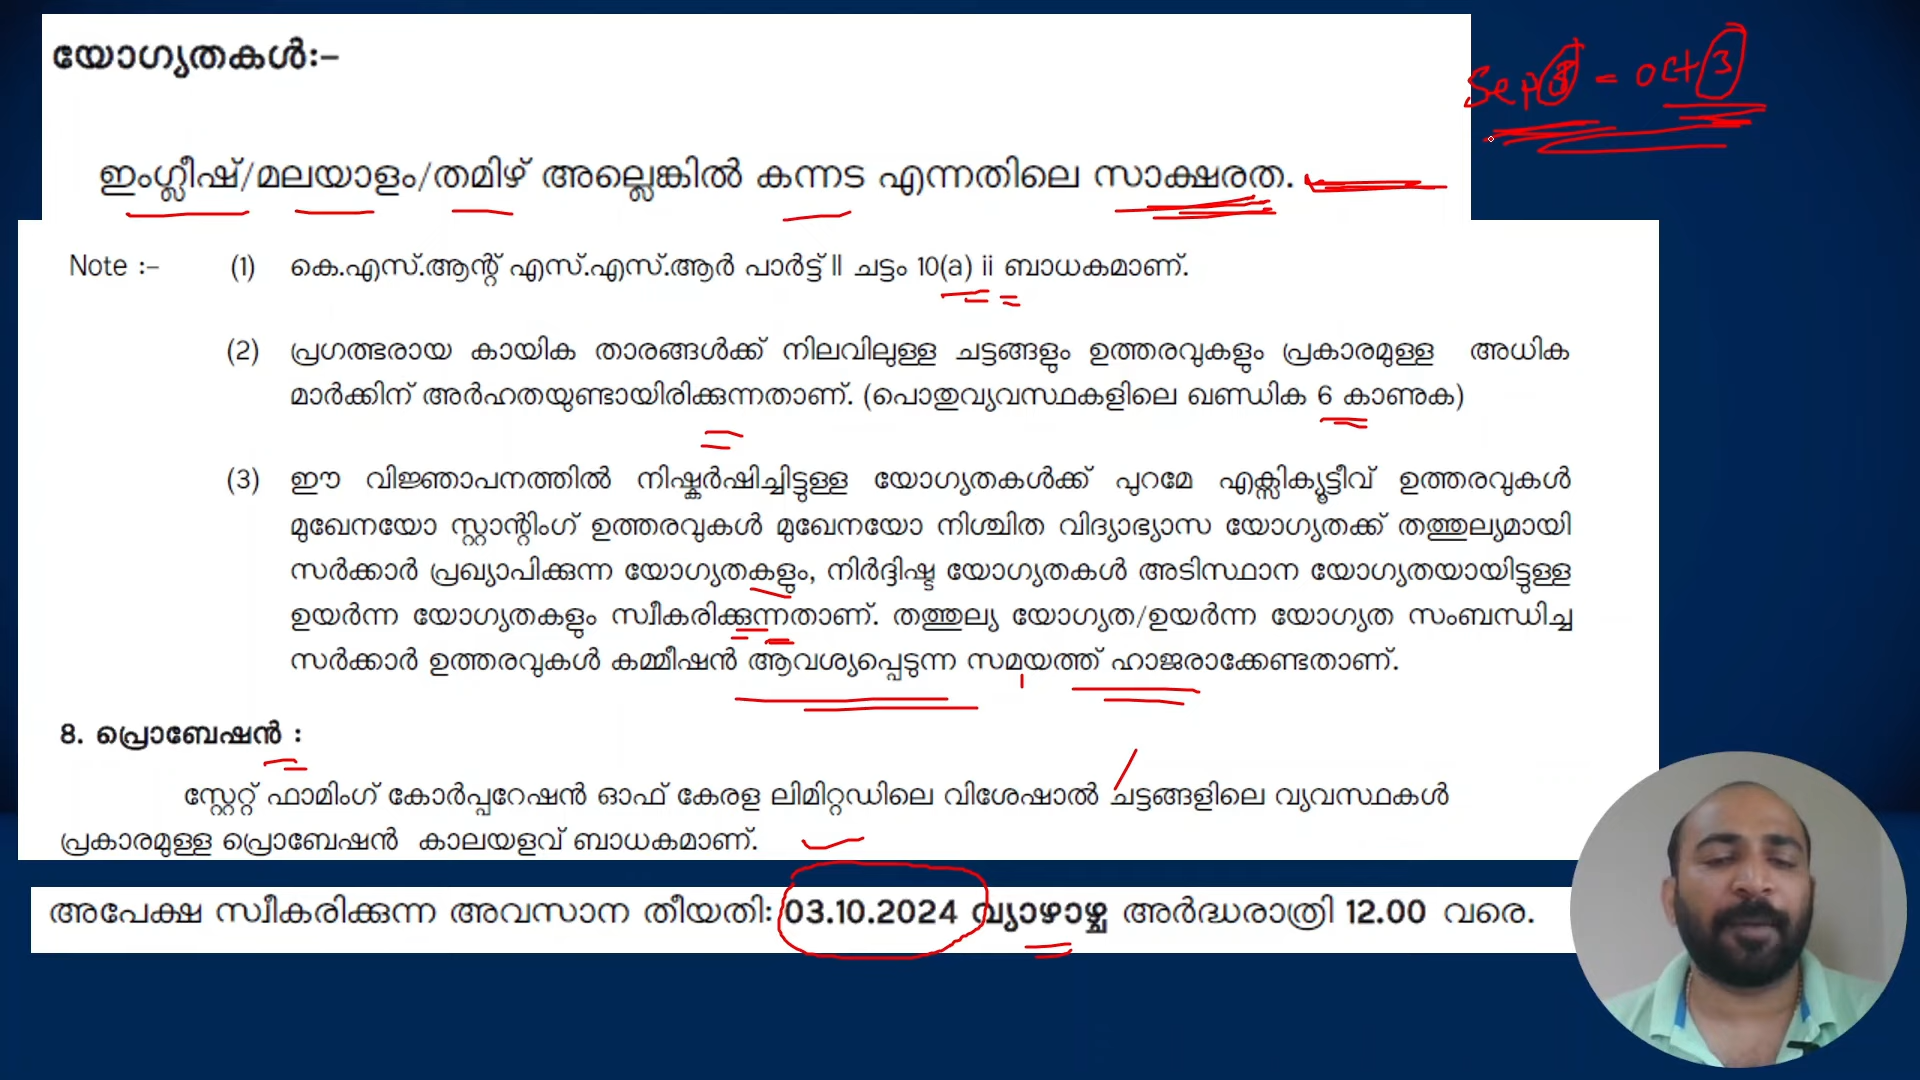 യോഗ്യതകൾ:–
Sep 3 = Oct 3
ഇംഗ്ലീഷ്/മലയാളം/തമിഴ് അല്ലെങ്കിൽ കന്നട എന്നതിലെ സാക്ഷരത.
Note :– (1) കെ.എസ്.ആന്റ് എസ്.എസ്.ആർ പാർട്ട് II ചട്ടം 10(a) ii ബാധകമാണ്.
(2) പ്രഗത്ഭരായ കായിക താരങ്ങൾക്ക് നിലവിലുള്ള ചട്ടങ്ങളും ഉത്തരവുകളും പ്രകാരമുള്ള അധിക
മാർക്കിന് അർഹതയുണ്ടായിരിക്കുന്നതാണ്. (പൊതുവ്യവസ്ഥകളിലെ ഖണ്ഡിക 6 കാണുക)
(3) ഈ വിജ്ഞാപനത്തിൽ നിഷ്കർഷിച്ചിട്ടുള്ള യോഗ്യതകൾക്ക് പുറമേ എക്സിക്യൂട്ടീവ് ഉത്തരവുകൾ
മുഖേനയോ സ്റ്റാന്റിംഗ് ഉത്തരവുകൾ മുഖേനയോ നിശ്ചിത വിദ്യാഭ്യാസ യോഗ്യതക്ക് തത്തുല്യമായി
സർക്കാർ പ്രഖ്യാപിക്കുന്ന യോഗ്യതകളും, നിർദ്ദിഷ്ട യോഗ്യതകൾ അടിസ്ഥാന യോഗ്യതയായിട്ടുള്ള
ഉയർന്ന യോഗ്യതകളും സ്വീകരിക്കുന്നതാണ്. തത്തുല്യ യോഗ്യത/ഉയർന്ന യോഗ്യത സംബന്ധിച്ച
സർക്കാർ ഉത്തരവുകൾ കമ്മീഷൻ ആവശ്യപ്പെടുന്ന സമയത്ത് ഹാജരാക്കേണ്ടതാണ്.
8. പ്രൊബേഷൻ :
സ്റ്റേറ്റ് ഫാമിംഗ് കോർപ്പറേഷൻ ഓഫ് കേരള ലിമിറ്റഡിലെ വിശേഷാൽ ചട്ടങ്ങളിലെ വ്യവസ്ഥകൾ
പ്രകാരമുള്ള പ്രൊബേഷൻ കാലയളവ് ബാധകമാണ്.
അപേക്ഷ സ്വീകരിക്കുന്ന അവസാന തീയതി: 03.10.2024 വ്യാഴാഴ്ച അർദ്ധരാത്രി 12.00 വരെ.